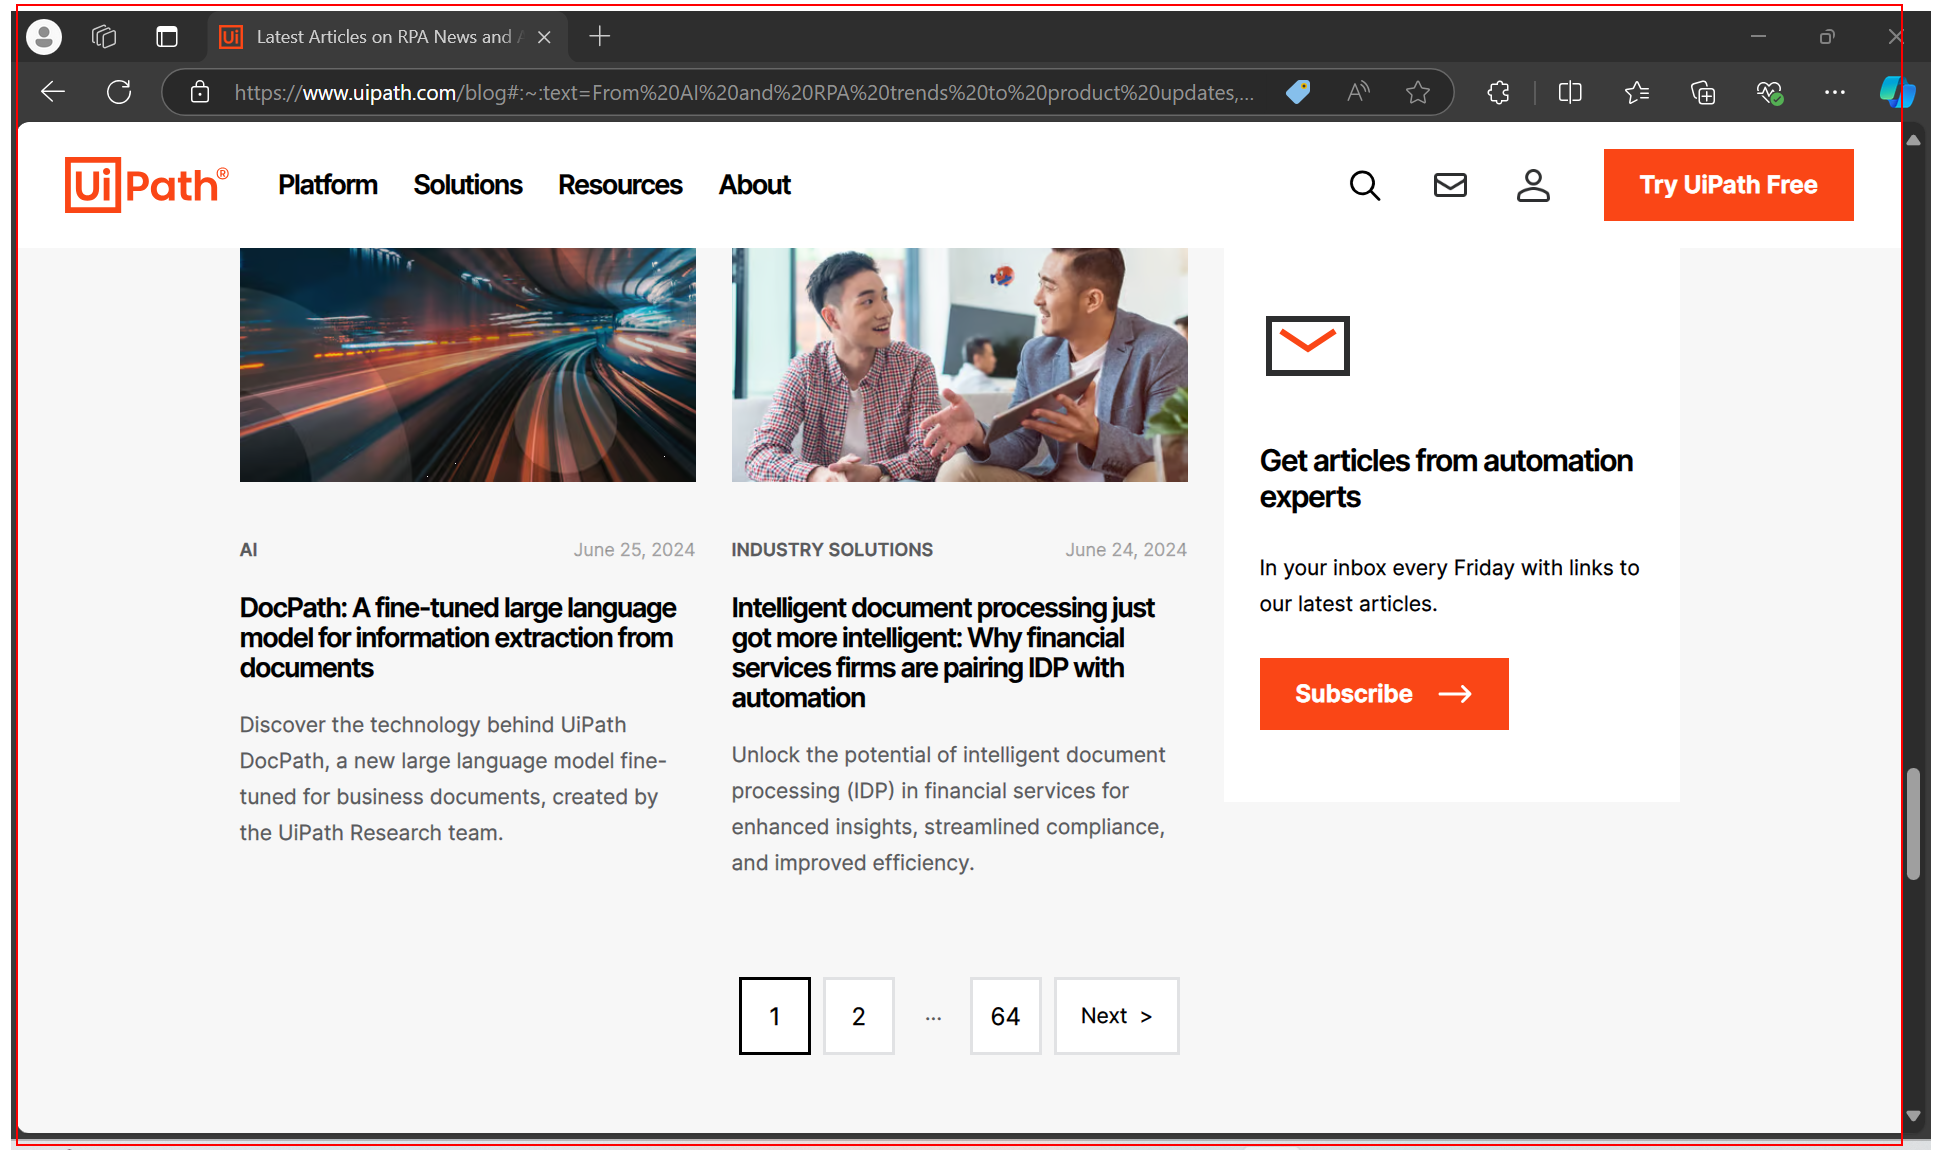 Latest Articles on RPA News and A
https://www.uipath.com/blog#:~:text=From%20AI%20and%20RPA%20trends%20to%20product%20updates,...
UiPath®
Platform
Solutions
Resources
About
Try UiPath Free
AI
June 25, 2024
DocPath: A fine-tuned large language
model for information extraction from
documents
Discover the technology behind UiPath
DocPath, a new large language model fine-
tuned for business documents, created by
the UiPath Research team.
INDUSTRY SOLUTIONS
June 24, 2024
Intelligent document processing just
got more intelligent: Why financial
services firms are pairing IDP with
automation
Unlock the potential of intelligent document
processing (IDP) in financial services for
enhanced insights, streamlined compliance,
and improved efficiency.
Get articles from automation
experts
In your inbox every Friday with links to
our latest articles.
Subscribe
1
2
...
64
Next >